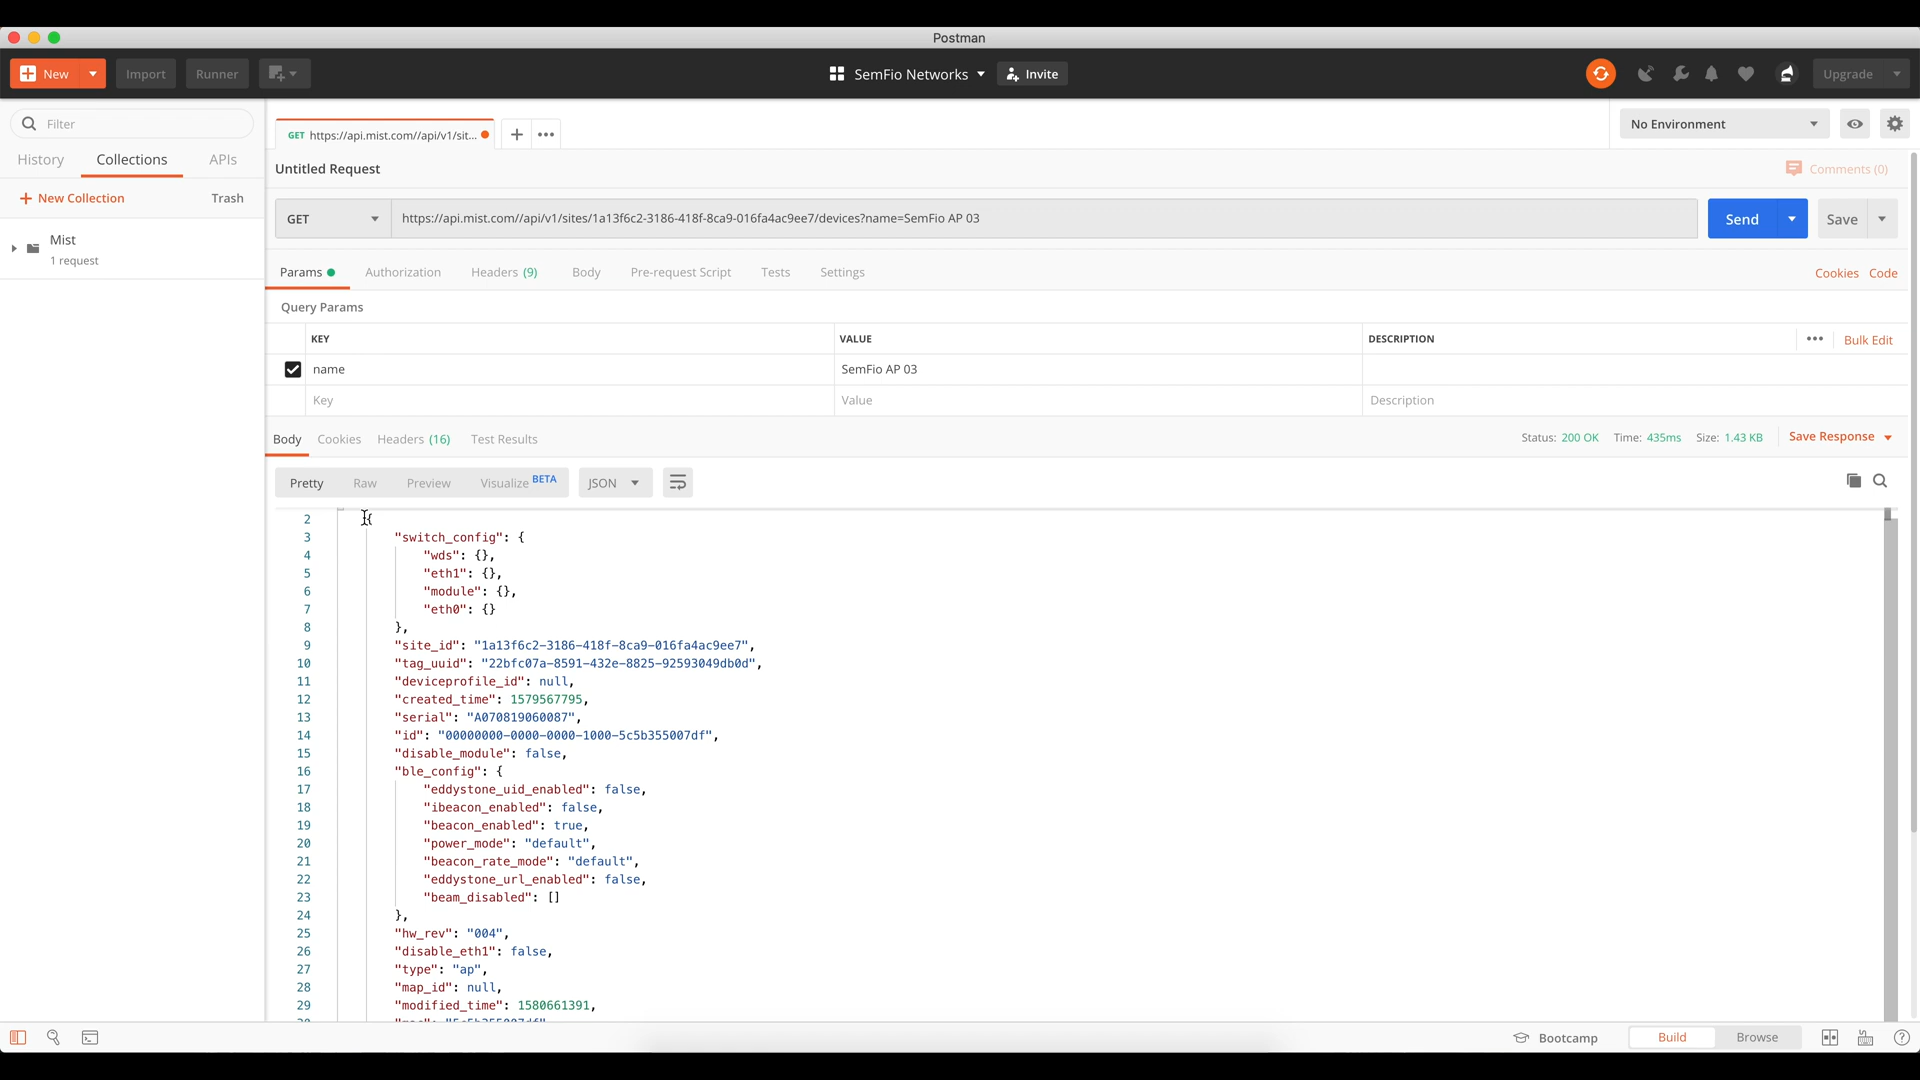 Postman
New
Import
Runner
SemFio Networks
Invite
Upgrade
Filter
History
Collections
APIs
+ New Collection
Trash
Mist
1 request
GET https://api.mist.com//api/v1/sit...
No Environment
Untitled Request
Comments (0)
GET
https://api.mist.com//api/v1/sites/1a13f6c2-3186-418f-8ca9-016fa4ac9ee7/devices?name=SemFio AP 03
Send
Save
Params
Authorization
Headers (9)
Body
Pre-request Script
Tests
Settings
Cookies
Code
Query Params
KEY
VALUE
DESCRIPTION
Bulk Edit
name
SemFio AP 03
Key
Value
Description
Body
Cookies
Headers (16)
Test Results
Status: 200 OK
Time: 435ms
Size: 1.43 KB
Save Response
Pretty
Raw
Preview
Visualize BETA
JSON
2 {
3 "switch_config": {
4 "wds": {},
5 "eth1": {},
6 "module": {},
7 "eth0": {}
8 },
9 "site_id": "1a13f6c2-3186-418f-8ca9-016fa4ac9ee7",
10 "tag_uuid": "22bfc07a-8591-432e-8825-92593049db0d",
11 "deviceprofile_id": null,
12 "created_time": 1579567795,
13 "serial": "A070819060087",
14 "id": "00000000-0000-0000-1000-5c5b355007df",
15 "disable_module": false,
16 "ble_config": {
17 "eddystone_uid_enabled": false,
18 "ibeacon_enabled": false,
19 "beacon_enabled": true,
20 "power_mode": "default",
21 "beacon_rate_mode": "default",
22 "eddystone_url_enabled": false,
23 "beam_disabled": []
24 },
25 "hw_rev": "004",
26 "disable_eth1": false,
27 "type": "ap",
28 "map_id": null,
29 "modified_time": 1580661391,
Bootcamp
Build
Browse